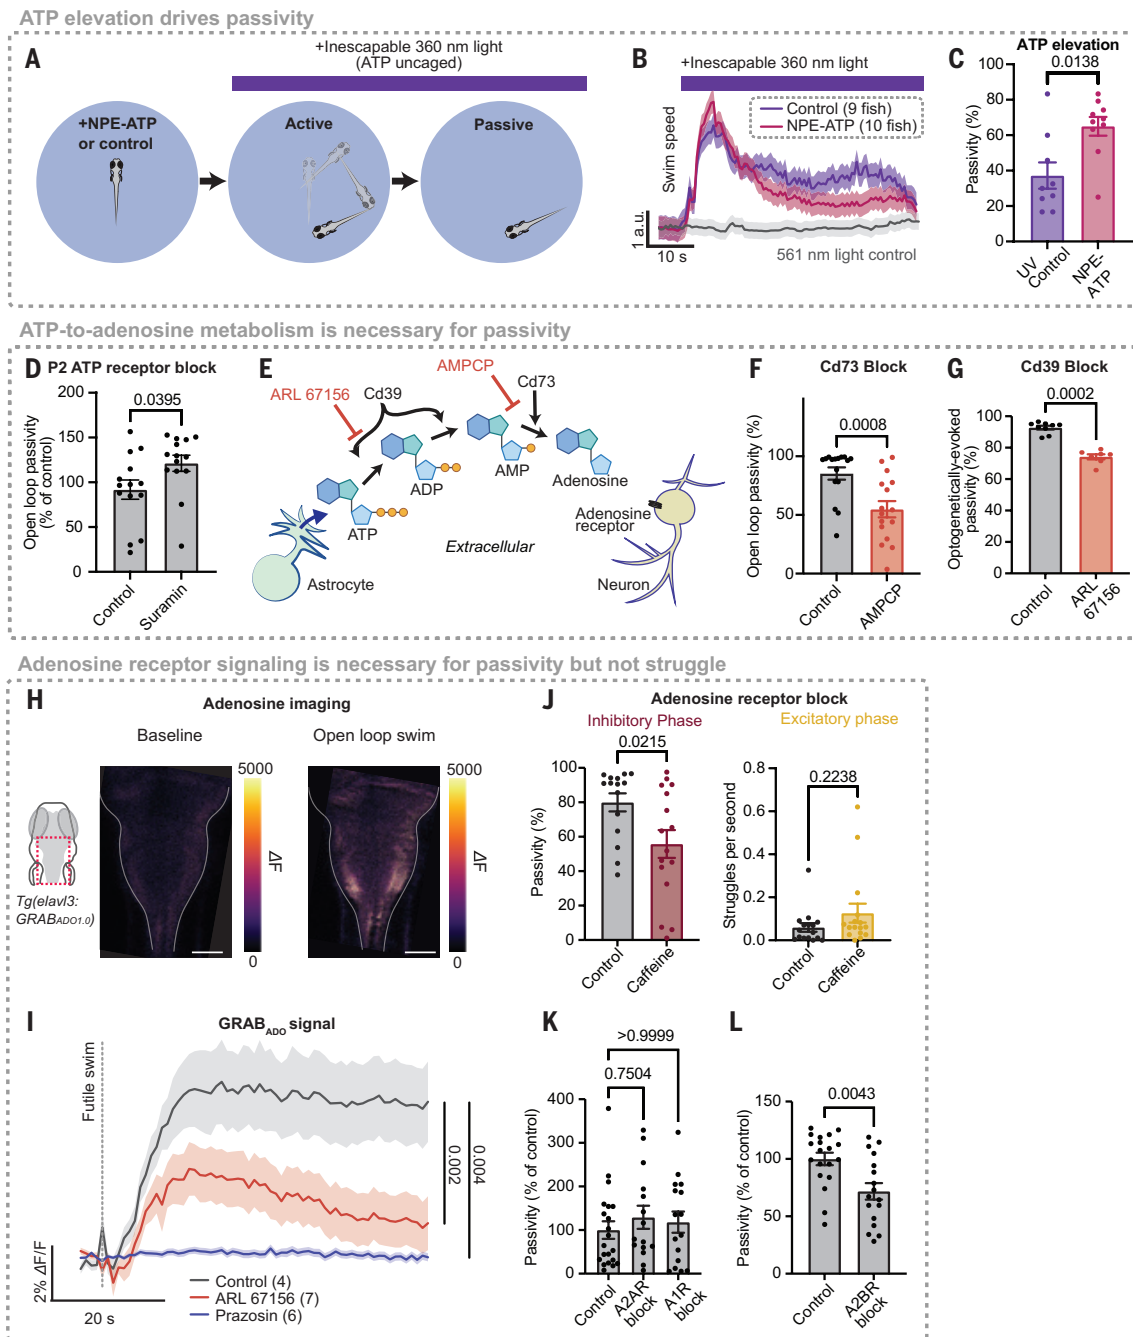 ATP elevation drives passivity
A
+Inescapable 360 nm light
(ATP uncaged)
+NPE-ATP
or control
Active
Passive
B
+Inescapable 360 nm light
Swim speed
Control (9 fish)
NPE-ATP (10 fish)
1 a.u.
10 s
561 nm light control
C
ATP elevation
0.0138
Passivity (%)
100
80
60
40
20
0
UV
Control
NPE-
ATP
ATP-to-adenosine metabolism is necessary for passivity
D
P2 ATP receptor block
0.0395
Open loop passivity
(% of control)
200
150
100
50
0
Control
Suramin
E
AMPCP
ARL 67156
Cd39
Cd73
ATP
ADP
AMP
Adenosine
Extracellular
Astrocyte
Adenosine
receptor
Neuron
F
Cd73 Block
0.0008
Open loop passivity (%)
100
50
0
Control
AMPCP
G
Cd39 Block
0.0002
Optogenetically-evoked
passivity (%)
100
80
60
40
20
0
Control
ARL
67156
Adenosine receptor signaling is necessary for passivity but not struggle
H
Adenosine imaging
Baseline
Open loop swim
5000
ΔF
0
5000
ΔF
0
Tg(elavl3:
GRABADO1.0)
J
Adenosine receptor block
Inhibitory Phase
0.0215
Passivity (%)
100
80
60
40
20
0
Control
Caffeine
Excitatory phase
0.2238
Struggles per second
0.8
0.6
0.4
0.2
0.0
Control
Caffeine
I
GRABADO signal
Futile swim
0.002
0.004
2% ΔF/F
20 s
Control (4)
ARL 67156 (7)
Prazosin (6)
K
>0.9999
0.7504
Passivity (% of control)
400
300
200
100
0
Control
A2AR
block
A1R
block
L
0.0043
Passivity (% of control)
150
100
50
0
Control
A2BR
block